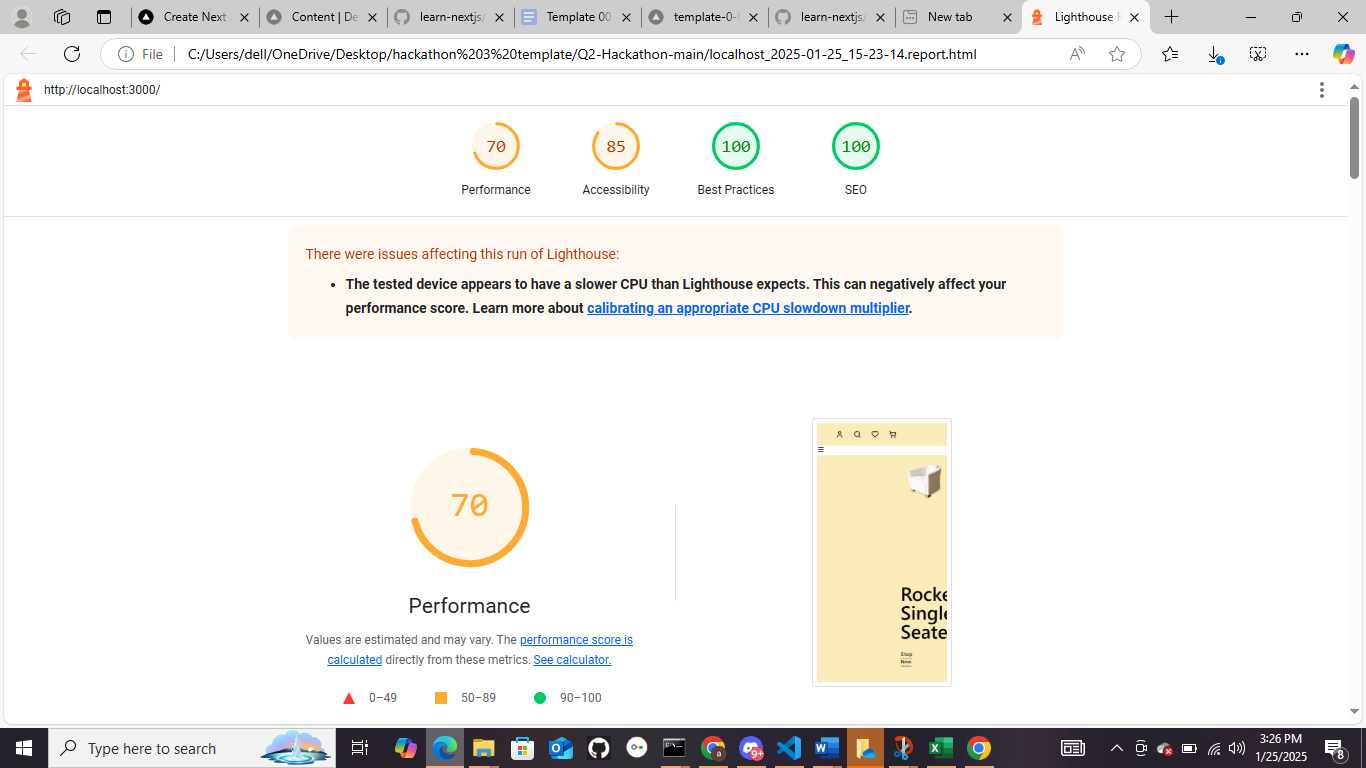 Create Next
Content | De
learn-nextjs/
Template 00
template-0-
learn-nextjs/
New tab
Lighthouse R
File
C:/Users/dell/OneDrive/Desktop/hackathon%203%20template/Q2-Hackathon-main/localhost_2025-01-25_15-23-14.report.html
http://localhost:3000/
70
85
100
100
Performance
Accessibility
Best Practices
SEO
There were issues affecting this run of Lighthouse:
• The tested device appears to have a slower CPU than Lighthouse expects. This can negatively affect your
performance score. Learn more about calibrating an appropriate CPU slowdown multiplier.
70
Performance
Values are estimated and may vary. The performance score is
calculated directly from these metrics. See calculator.
0–49
50–89
90–100
Rocke
Single
Seate
Shop
Now
Type here to search
9+
3:26 PM
1/25/2025
8